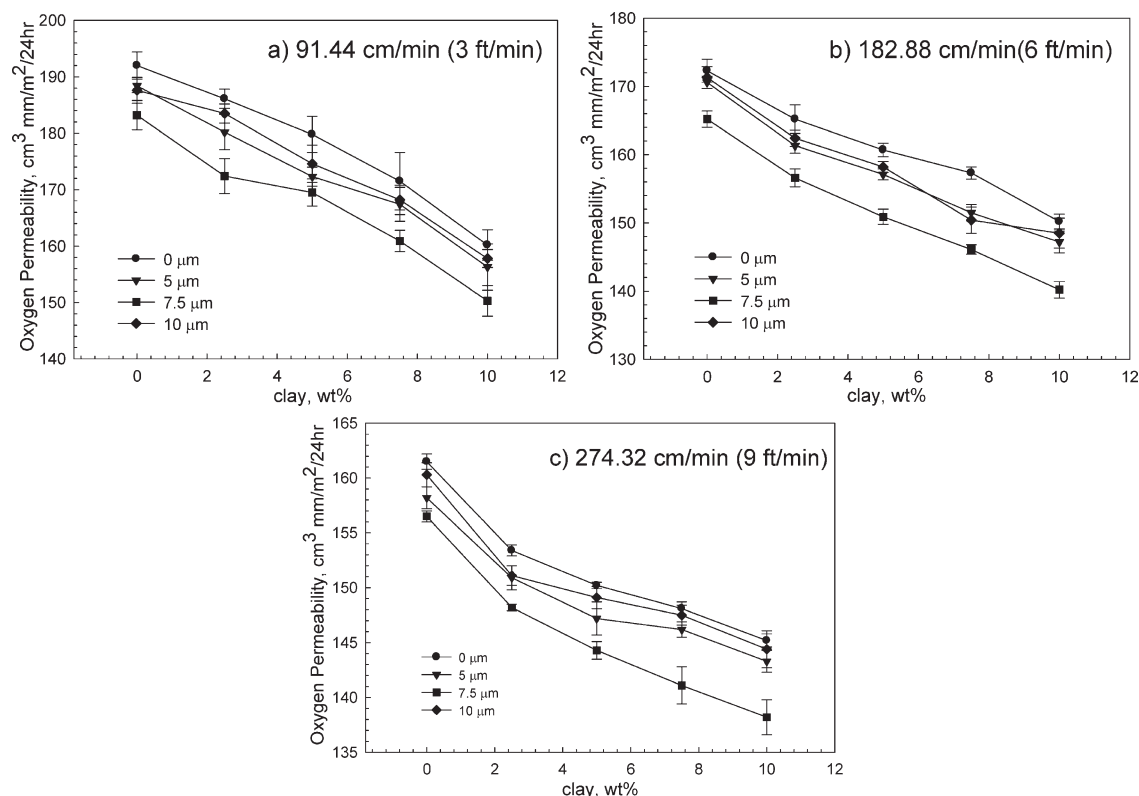 a) 91.44 cm/min (3 ft/min)
Oxygen Permeability, cm³ mm/m²/24hr
200
190
180
170
160
150
140
0 μm
5 μm
7.5 μm
10 μm
0 2 4 6 8 10 12
clay, wt%
b) 182.88 cm/min(6 ft/min)
Oxygen Permeability, cm³ mm/m²/24hr
180
170
160
150
140
130
0 μm
5 μm
7.5 μm
10 μm
0 2 4 6 8 10 12
clay, wt%
c) 274.32 cm/min (9 ft/min)
Oxygen Permeability, cm³ mm/m²/24hr
165
160
155
150
145
140
135
0 μm
5 μm
7.5 μm
10 μm
0 2 4 6 8 10 12
clay, wt%